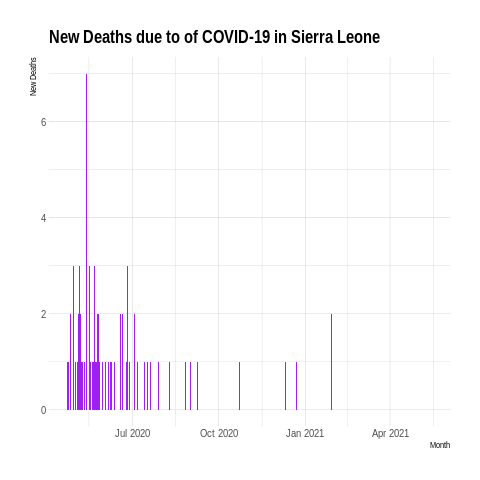 New Deaths due to of COVID-19 in Sierra Leone
New Deaths
6
4
2
0
Jul 2020 Oct 2020 Jan 2021 Apr 2021
Month